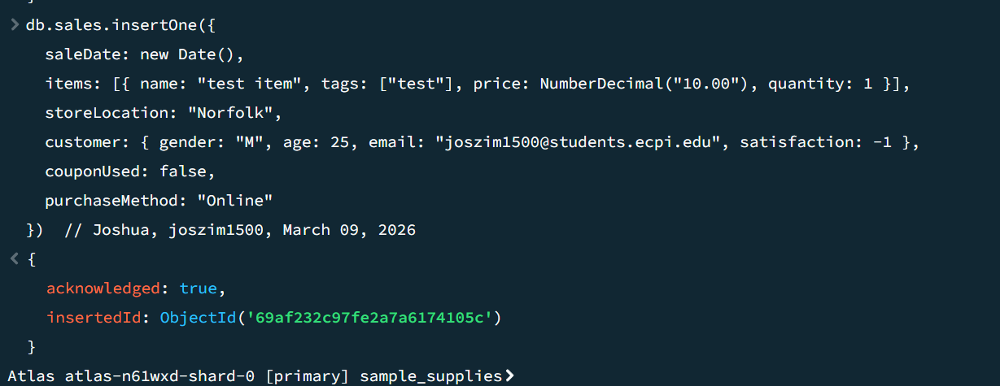 > db.sales.insertOne({
saleDate: new Date(),
items: [{ name: "test item", tags: ["test"], price: NumberDecimal("10.00"), quantity: 1 }],
storeLocation: "Norfolk",
customer: { gender: "M", age: 25, email: "joszim1500@students.ecpi.edu", satisfaction: -1 },
couponUsed: false,
purchaseMethod: "Online"
})  // Joshua, joszim1500, March 09, 2026
< {
acknowledged: true,
insertedId: ObjectId('69af232c97fe2a7a6174105c')
}
Atlas atlas-n61wxd-shard-0 [primary] sample_supplies>